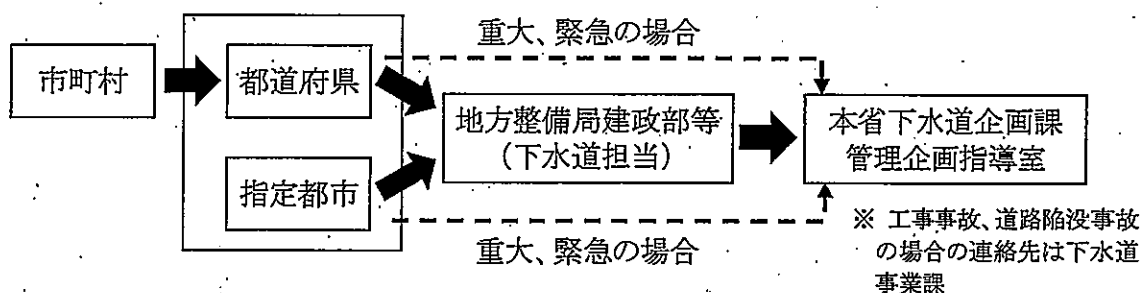 重大、緊急の場合
市町村
都道府県
指定都市
地方整備局建政部等
(下水道担当)
本省下水道企画課
管理企画指導室
重大、緊急の場合
※ 工事事故、道路陥没事故
の場合の連絡先は下水道
事業課